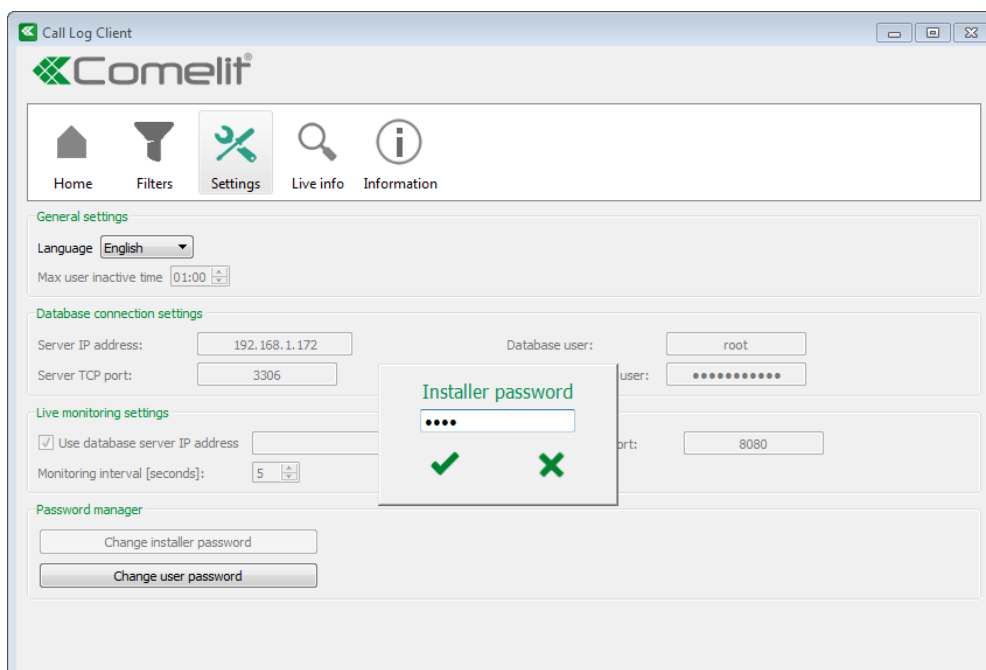 Call Log Client
Comelit®
Home Filters Settings Live info Information
General settings
Language English
Max user inactive time 01:00
Database connection settings
Server IP address: 192.168.1.172 Database user: root
Server TCP port: 3306 user: •••••••••••
Installer password
••••
Live monitoring settings
Use database server IP address ort: 8080
Monitoring interval [seconds]: 5
Password manager
Change installer password
Change user password